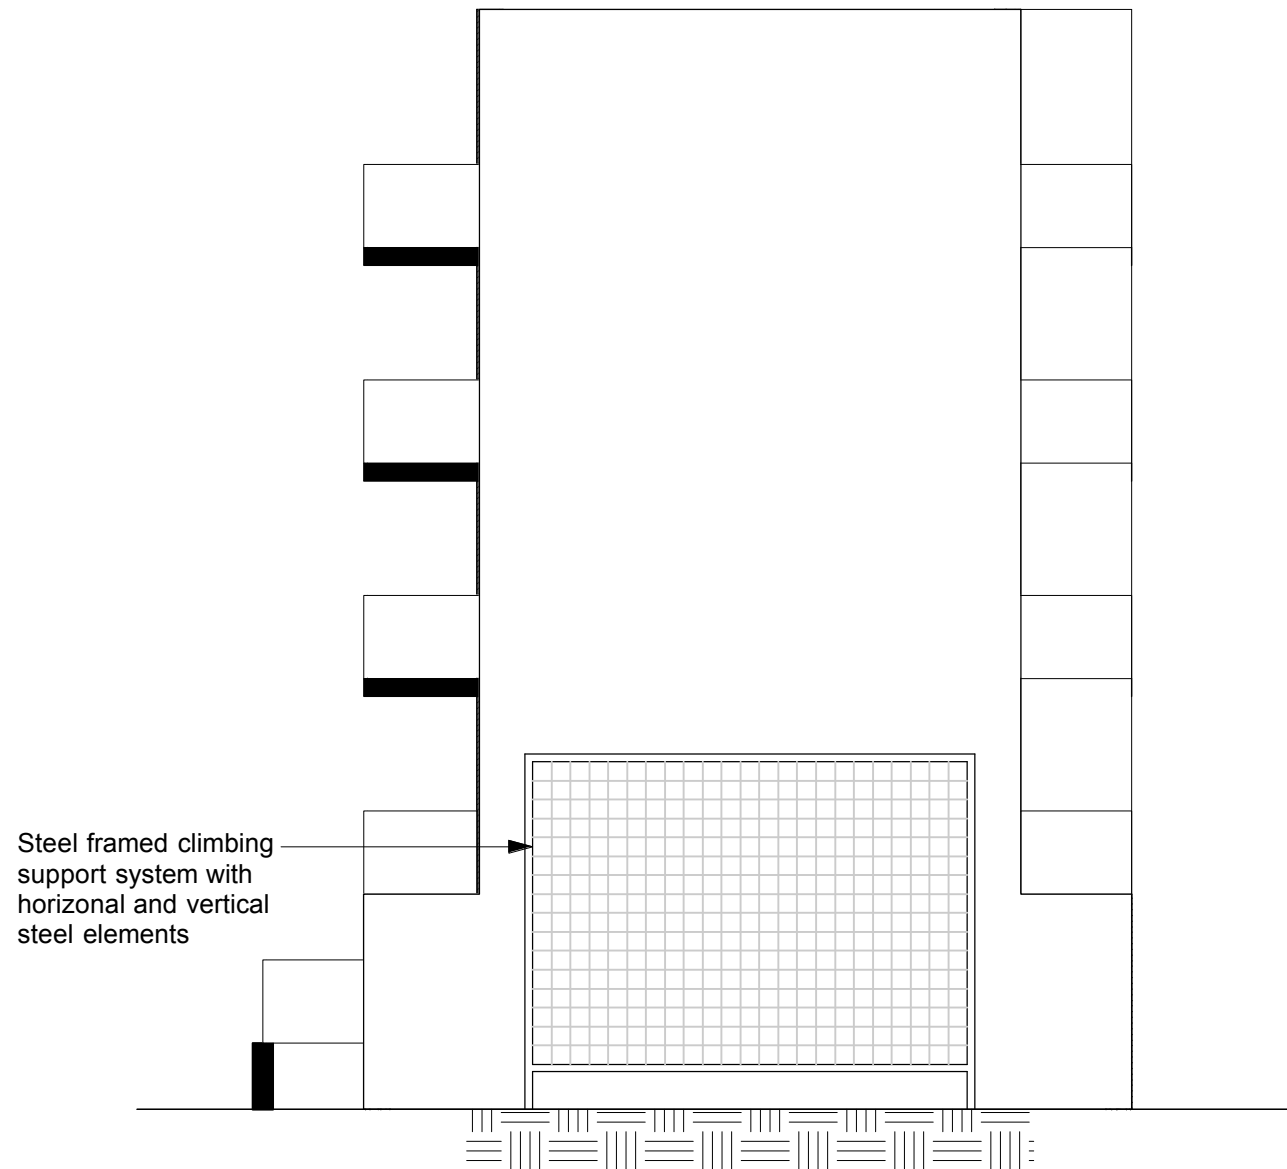 Steel framed climbing
support system with
horizonal and vertical
steel elements